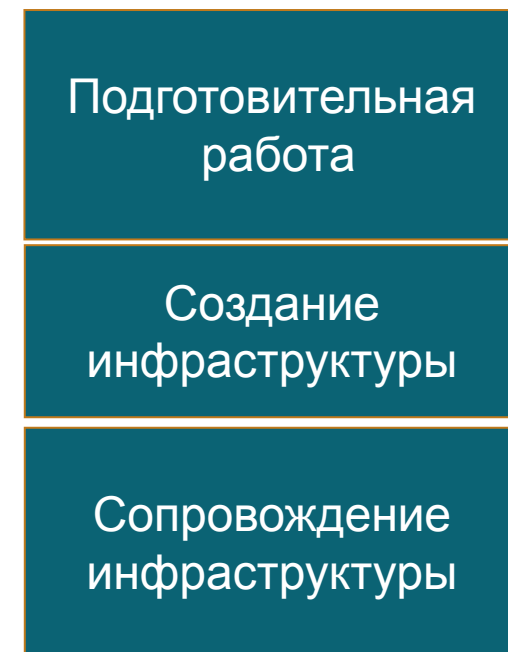 Подготовительная
работа
Создание
инфраструктуры
Сопровождение
инфраструктуры